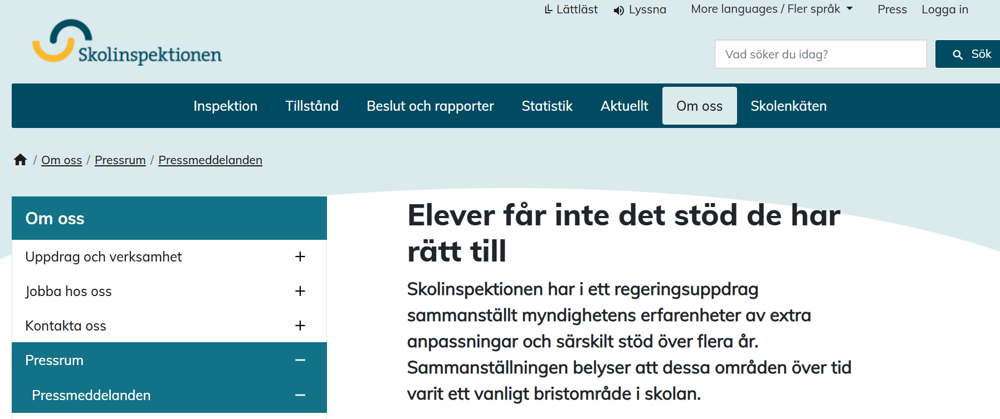 Lättläst
Lyssna
More languages / Fler språk
Press
Logga in
Skolinspektionen
Vad söker du idag?
Sök
Inspektion
Tillstånd
Beslut och rapporter
Statistik
Aktuellt
Om oss
Skolenkäten
/ Om oss / Pressrum / Pressmeddelanden
Om oss
Uppdrag och verksamhet
Jobba hos oss
Kontakta oss
Pressrum
Pressmeddelanden
Elever får inte det stöd de har
rätt till
Skolinspektionen har i ett regeringsuppdrag
sammanställt myndighetens erfarenheter av extra
anpassningar och särskilt stöd över flera år.
Sammanställningen belyser att dessa områden över tid
varit ett vanligt bristområde i skolan.